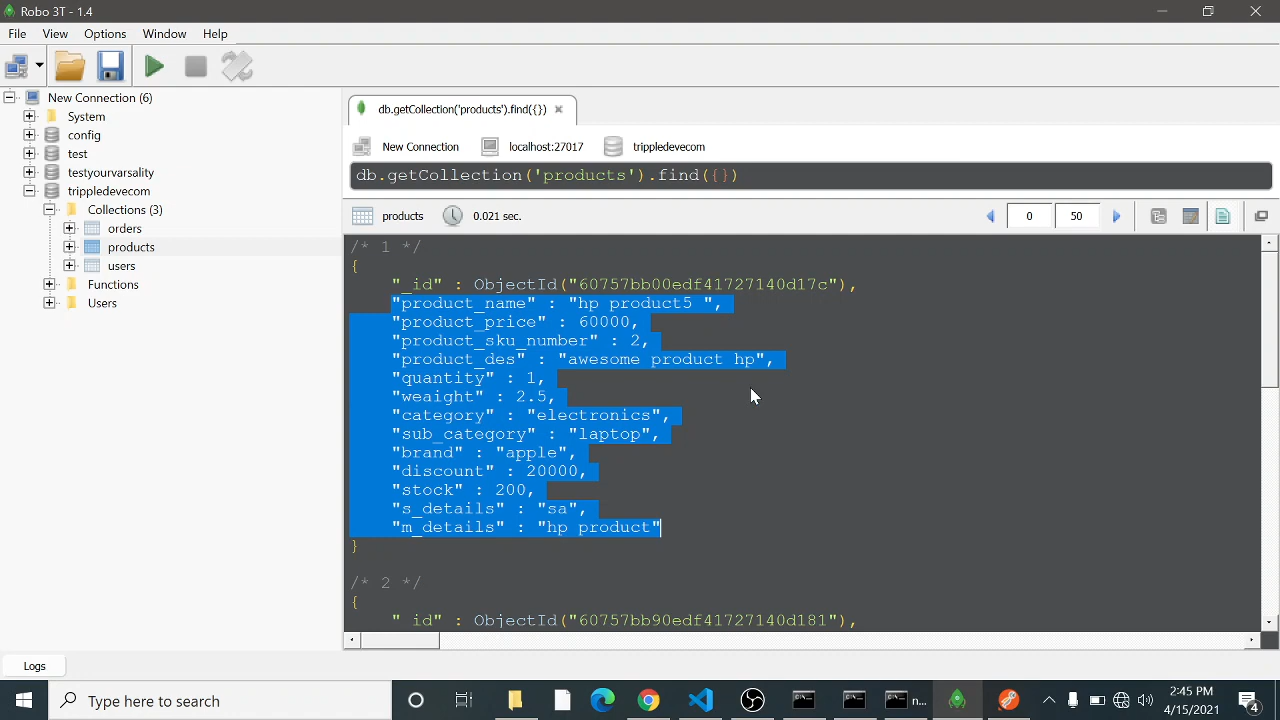 Robo 3T - 1.4
File View Options Window Help
New Connection (6)
System
config
test
testyourvarsality
trippledevecom
Collections (3)
orders
products
users
Functions
Users
db.getCollection('products').find({})
New Connection localhost:27017 trippledevecom
db.getCollection('products').find({})
products 0.021 sec. 0 50
/* 1 */
{
"_id" : ObjectId("60757bb00edf41727140d17c"),
"product_name" : "hp product5 ",
"product_price" : 60000,
"product_sku_number" : 2,
"product_des" : "awesome product hp",
"quantity" : 1,
"weaight" : 2.5,
"category" : "electronics",
"sub_category" : "laptop",
"brand" : "apple",
"discount" : 20000,
"stock" : 200,
"s_details" : "sa",
"m_details" : "hp product"
}
/* 2 */
{
"_id" : ObjectId("60757bb90edf41727140d181"),
Logs
Type here to search
n...
2:45 PM
4/15/2021
4